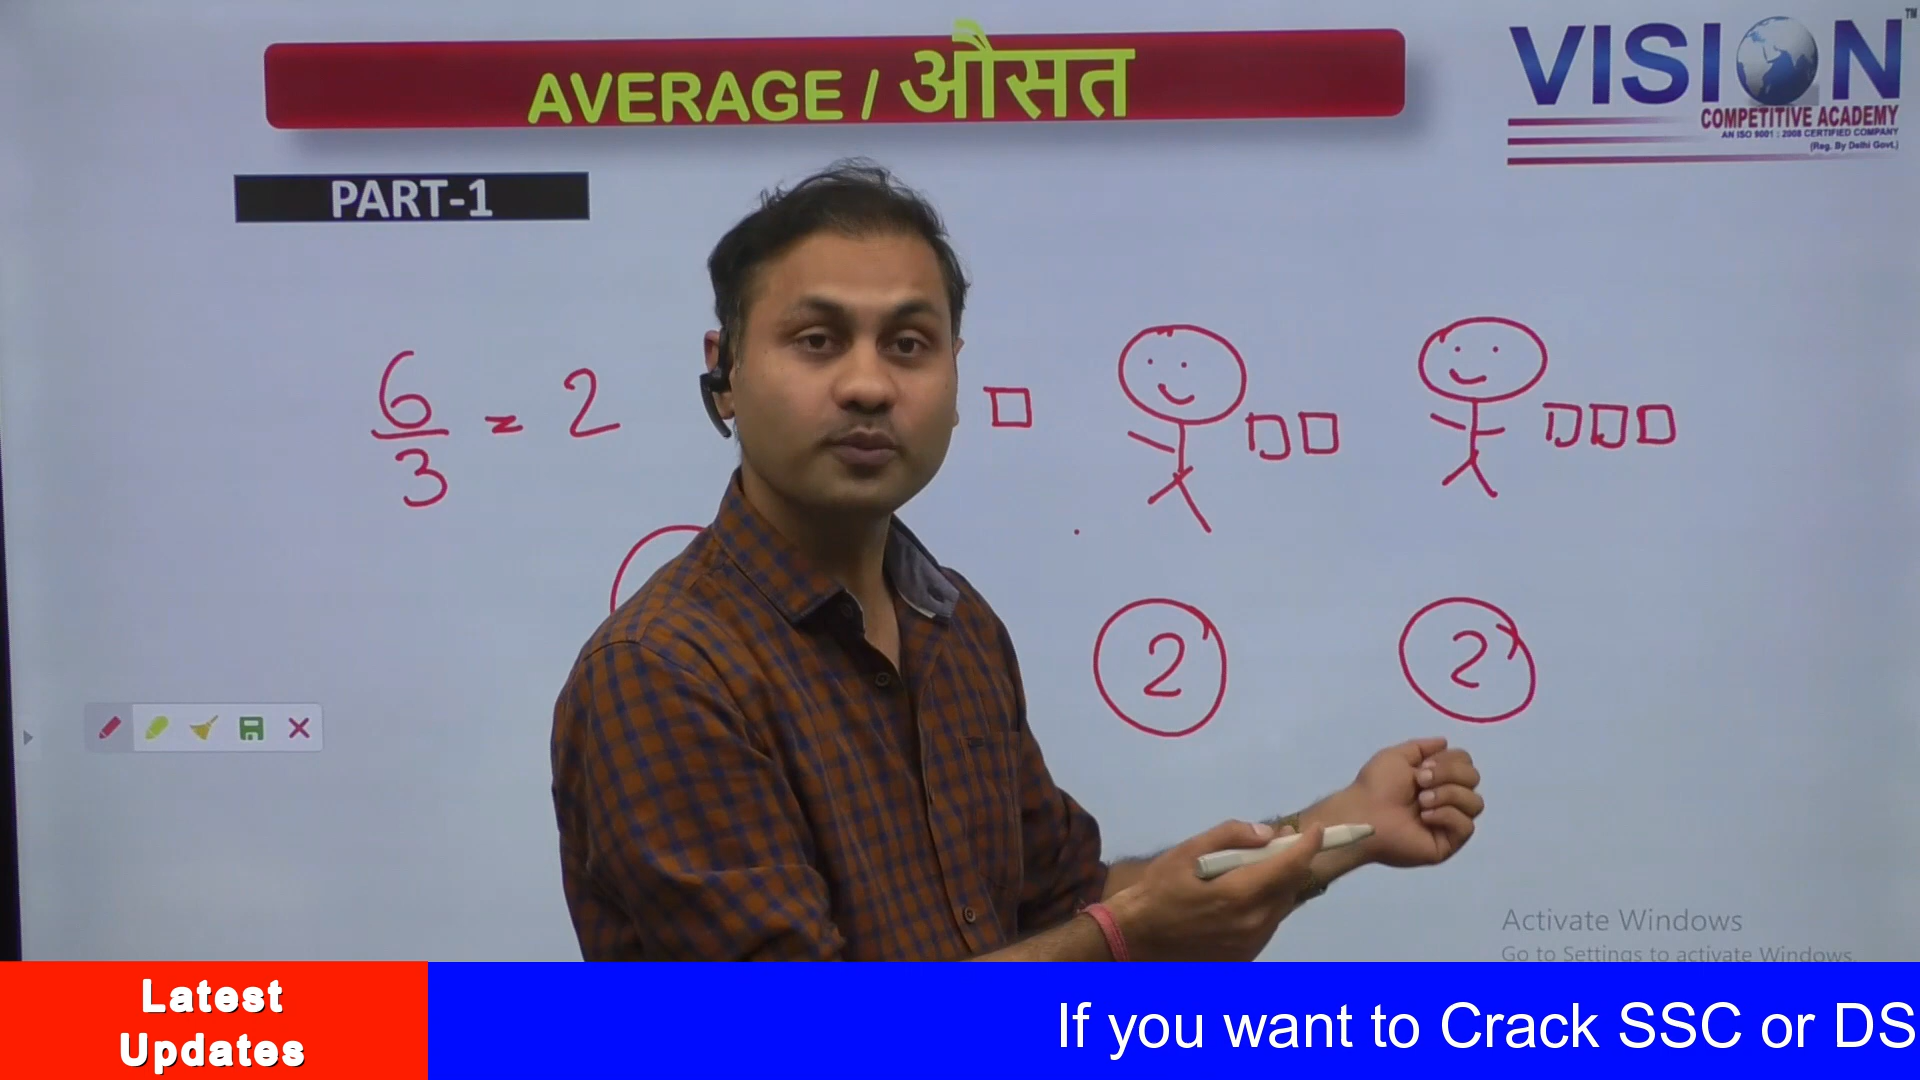 AVERAGE / औसत
VISION
TM
COMPETITIVE ACADEMY
AN ISO 9001 : 2008 CERTIFIED COMPANY
(Reg. By Delhi Govt.)
PART-1
6
3
= 2
2
2
Activate Windows
Go to Settings to activate Windows.
Latest
Updates
If you want to Crack SSC or DS